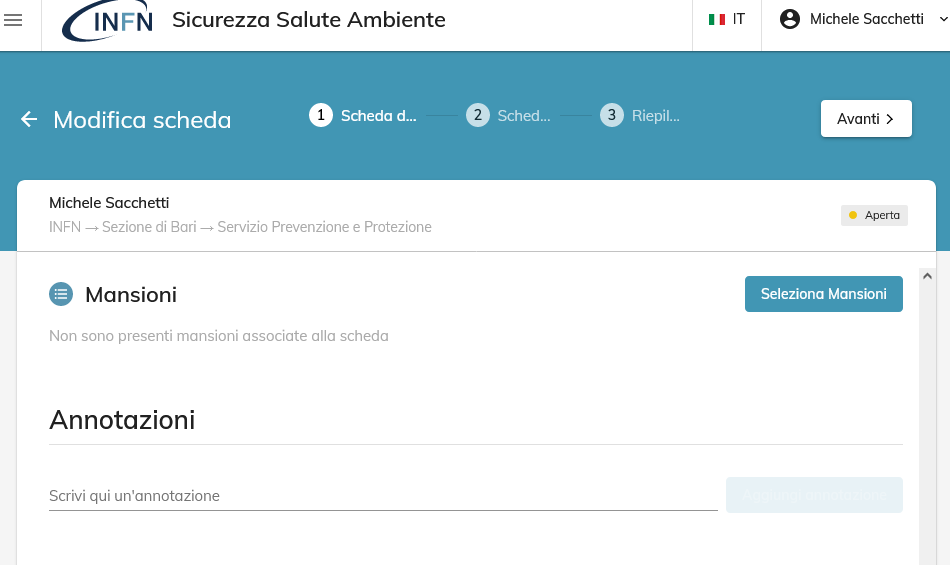 INFN
Sicurezza Salute Ambiente
IT
Michele Sacchetti
Modifica scheda
1 Scheda d...
2 Sched...
3 Riepil...
Avanti
Michele Sacchetti
INFN → Sezione di Bari → Servizio Prevenzione e Protezione
Aperta
Mansioni
Seleziona Mansioni
Non sono presenti mansioni associate alla scheda
Annotazioni
Scrivi qui un'annotazione
Aggiungi annotazione